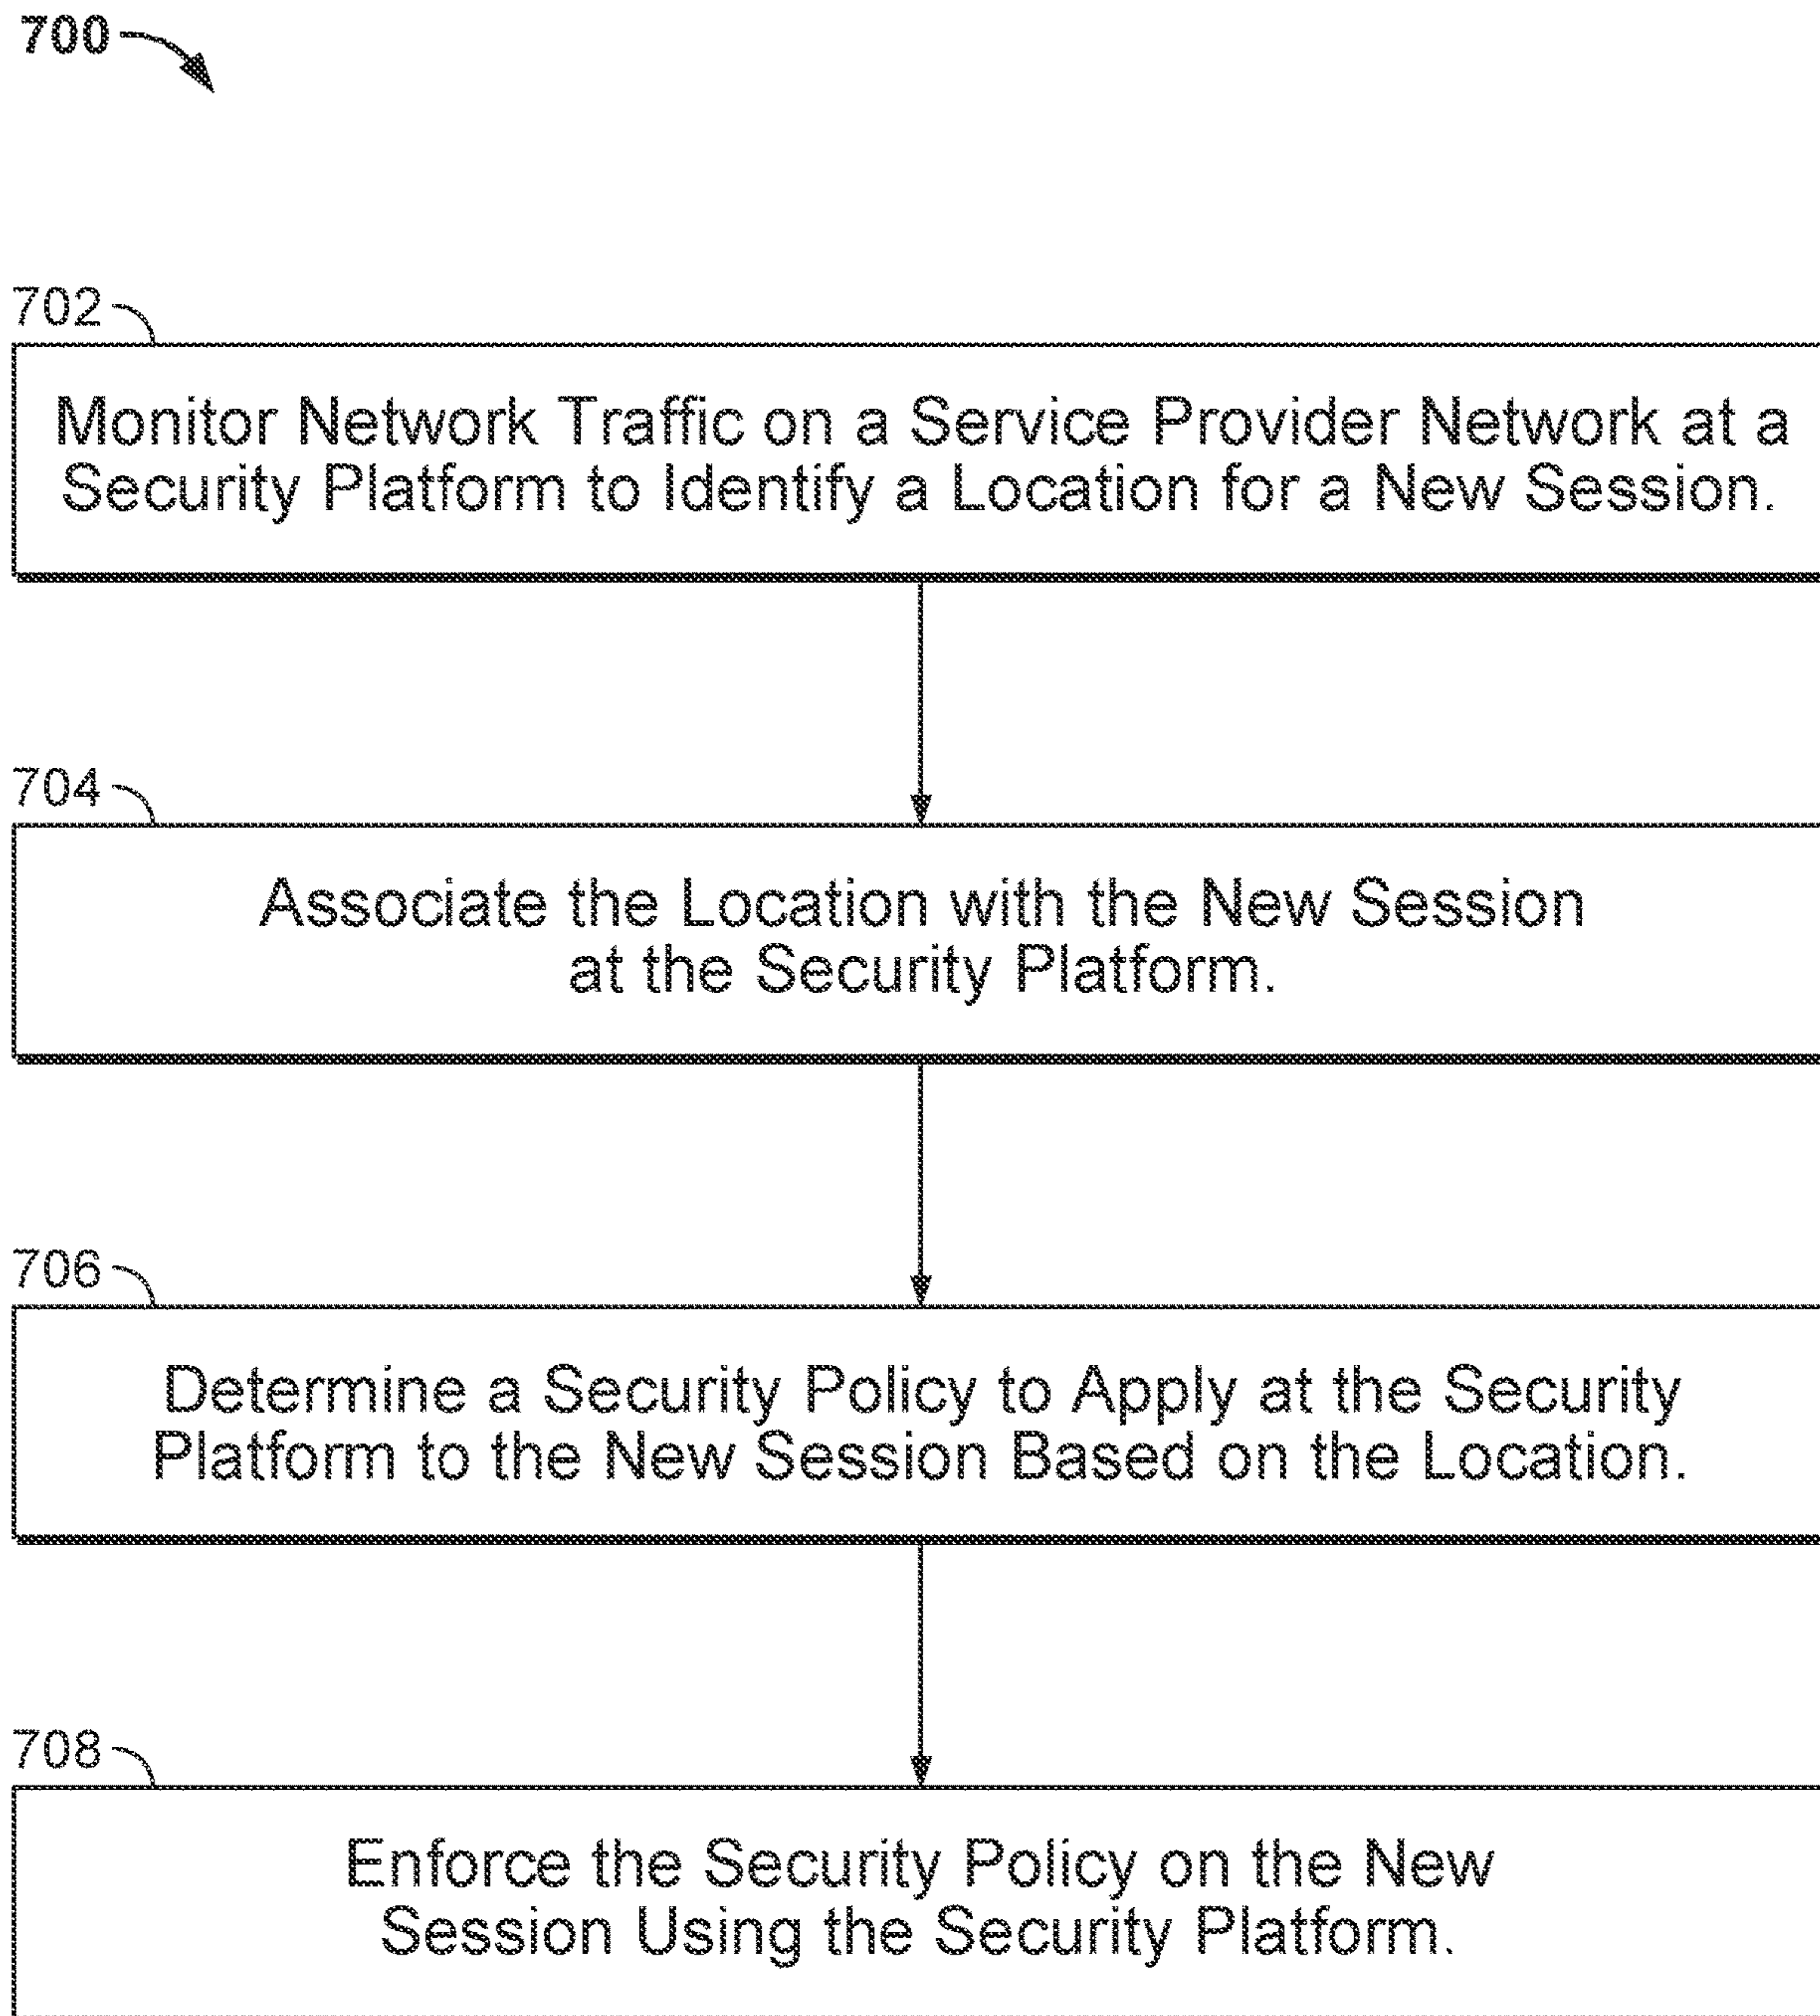 700
702
Monitor Network Traffic on a Service Provider Network at a
Security Platform to Identify a Location for a New Session.
704
Associate the Location with the New Session
at the Security Platform.
706
Determine a Security Policy to Apply at the Security
Platform to the New Session Based on the Location.
708
Enforce the Security Policy on the New
Session Using the Security Platform.